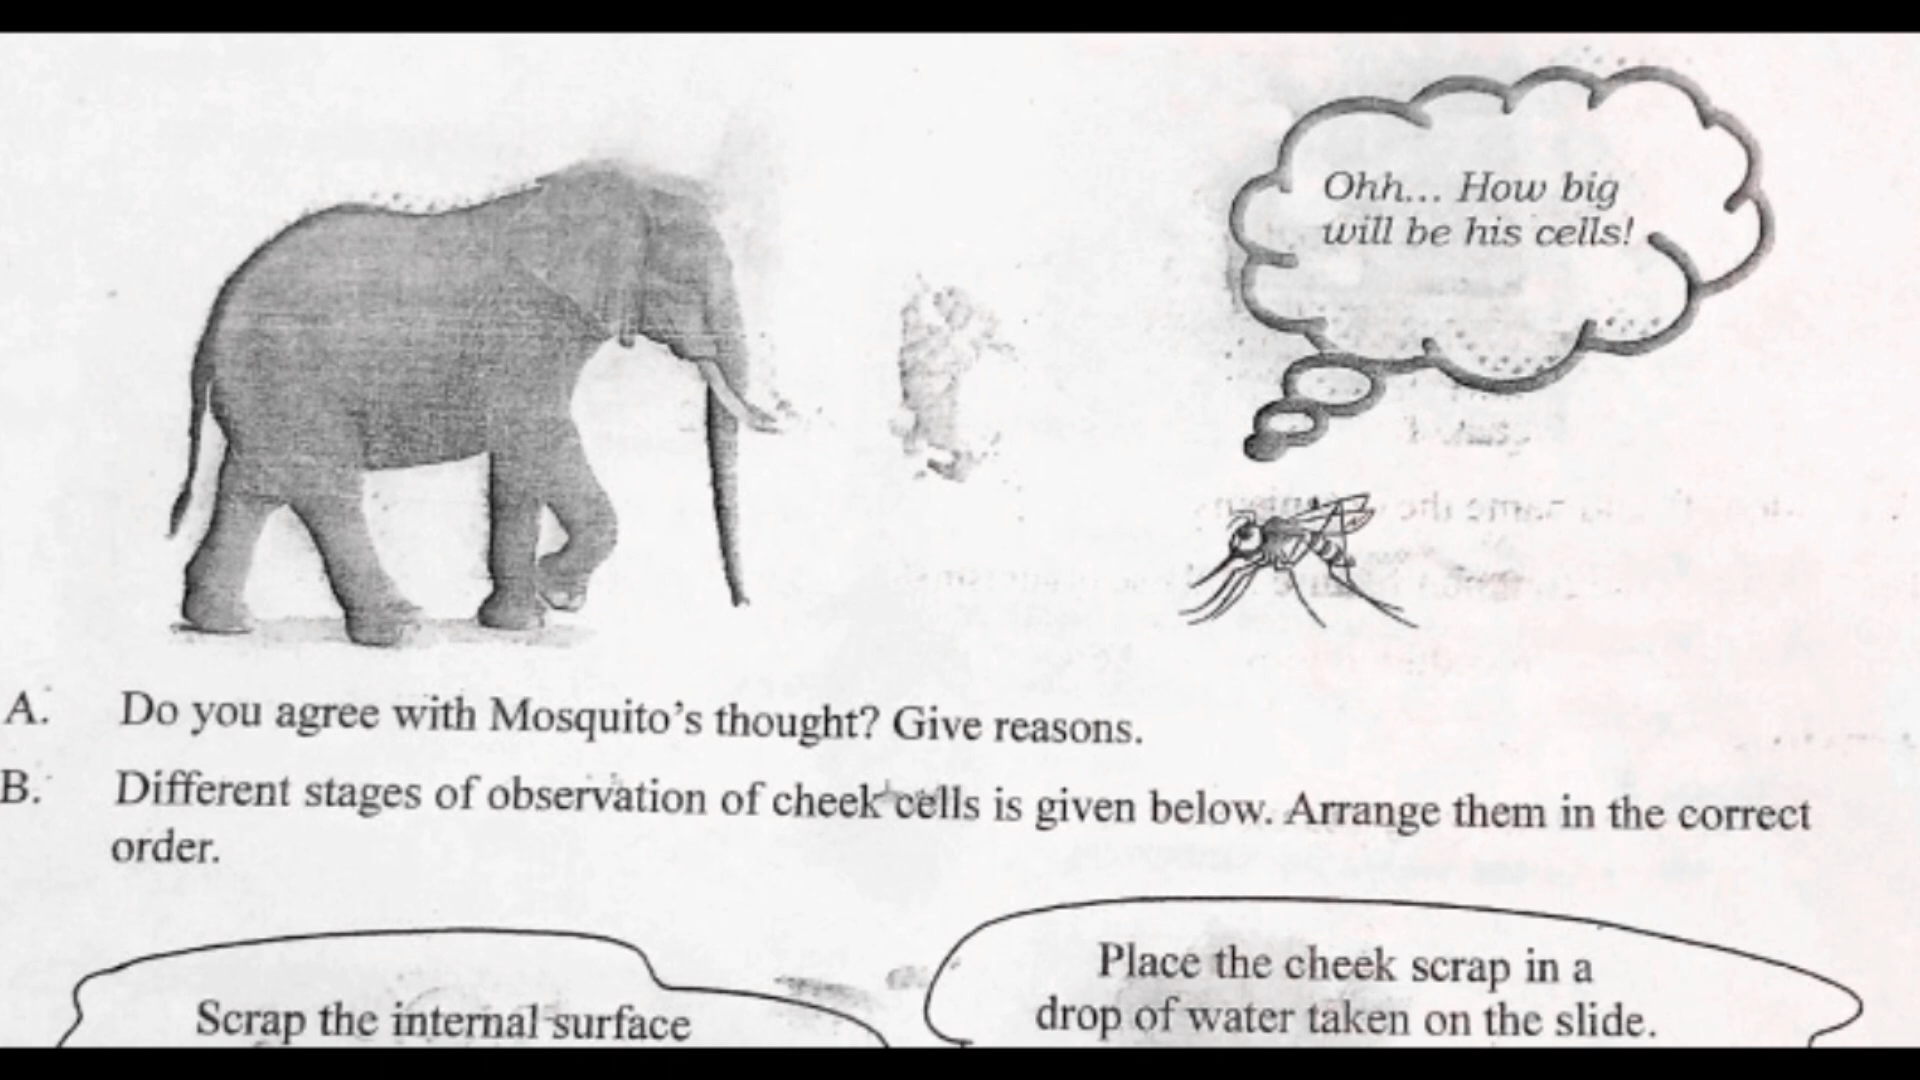 Ohh... How big
will be his cells!
A. Do you agree with Mosquito's thought? Give reasons.
B. Different stages of observation of cheek cells is given below. Arrange them in the correct
order.
Scrap the internal surface
Place the cheek scrap in a
drop of water taken on the slide.